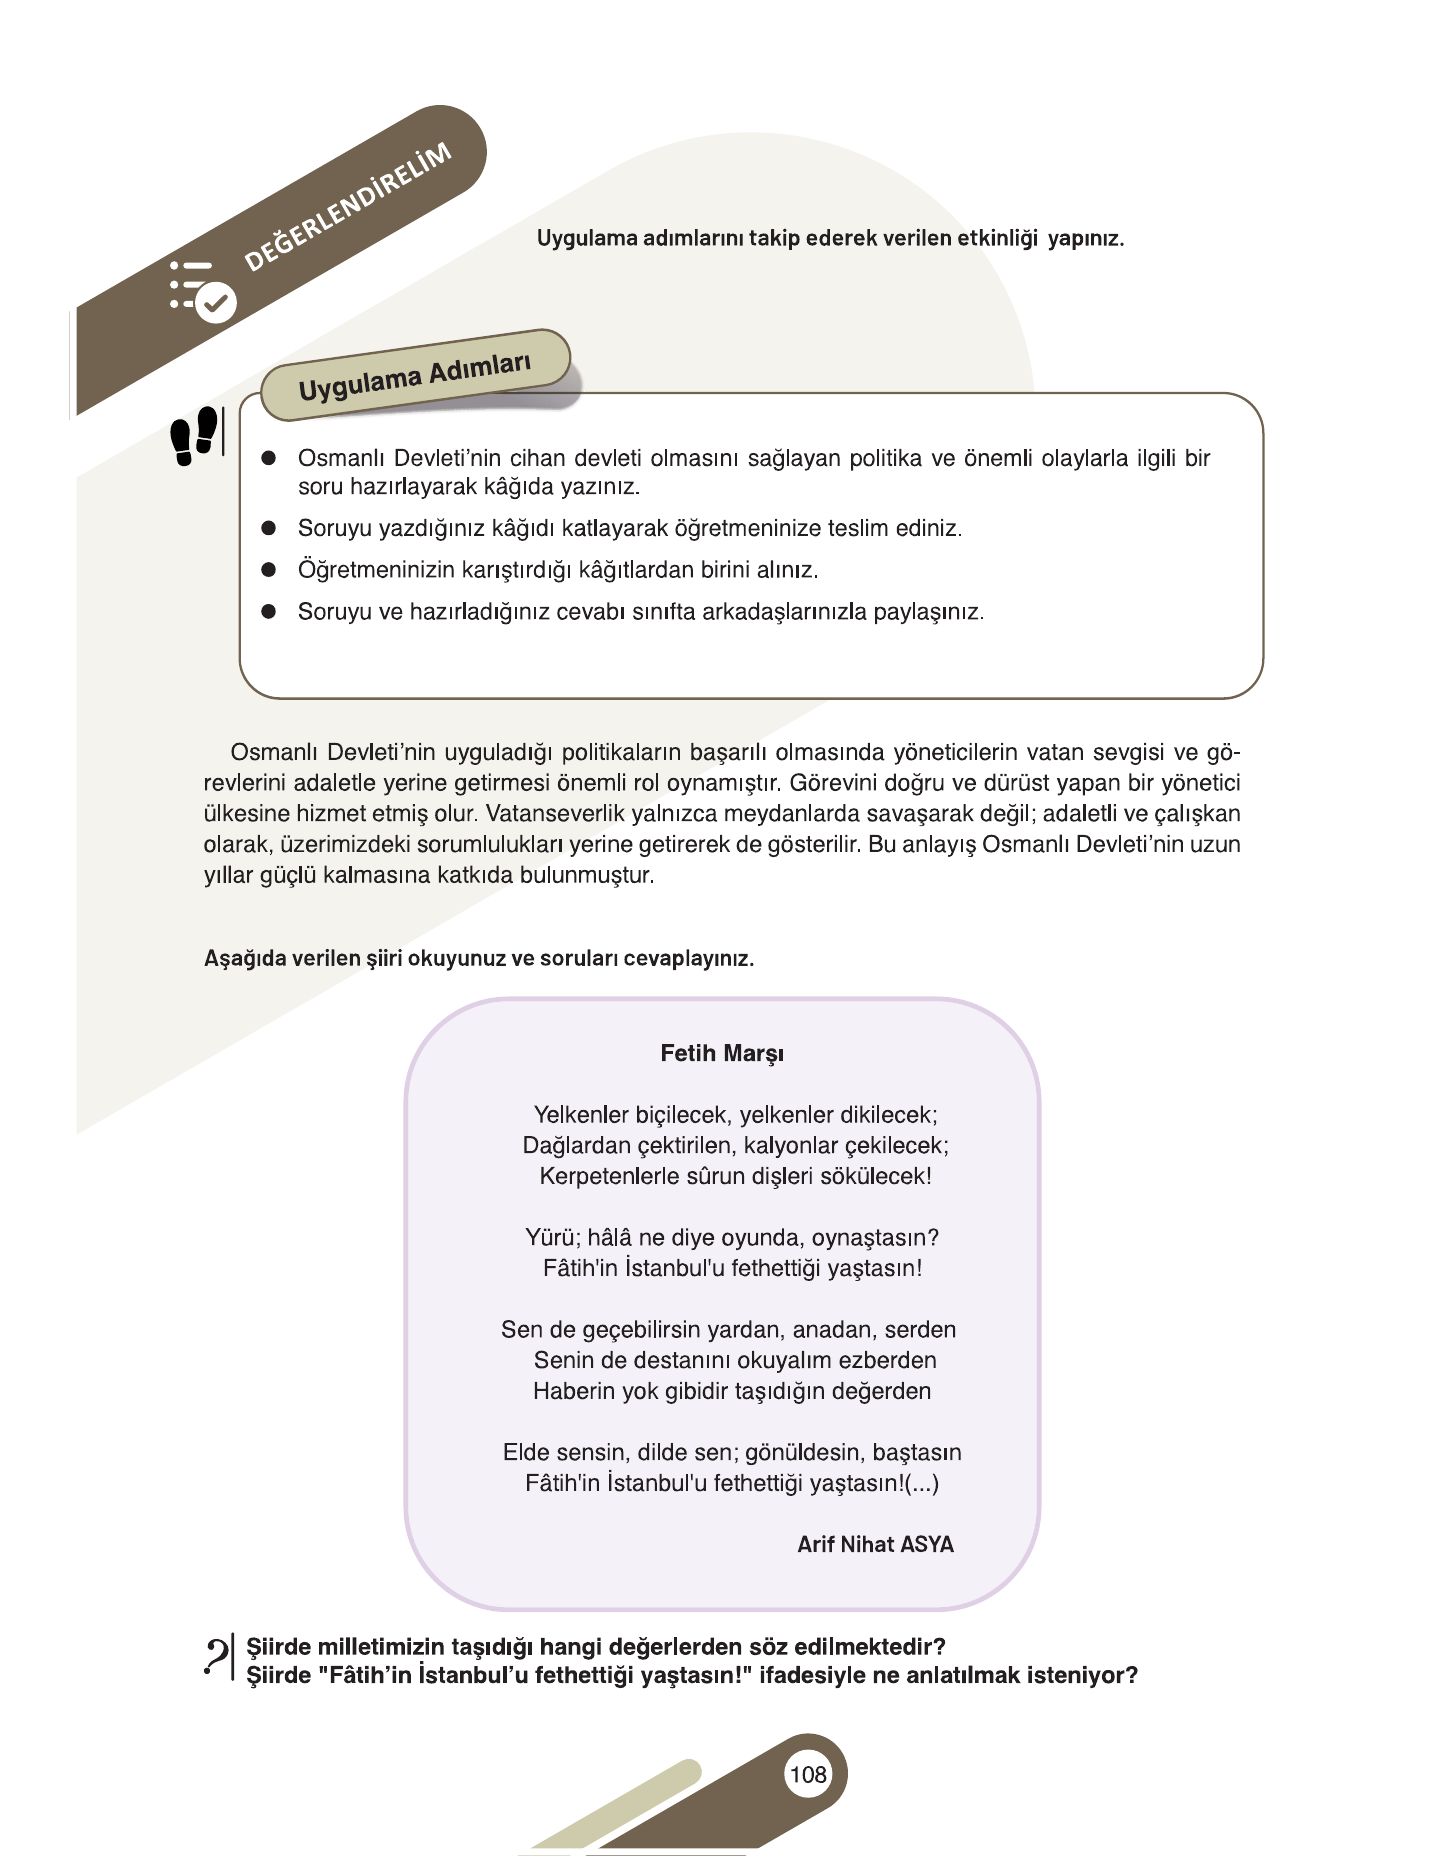 DEĞERLENDİRELİM
Uygulama adımlarını takip ederek verilen etkinliği yapınız.
Uygulama Adımları
● Osmanlı Devleti’nin cihan devleti olmasını sağlayan politika ve önemli olaylarla ilgili bir
soru hazırlayarak kâğıda yazınız.
● Soruyu yazdığınız kâğıdı katlayarak öğretmeninize teslim ediniz.
● Öğretmeninizin karıştırdığı kâğıtlardan birini alınız.
● Soruyu ve hazırladığınız cevabı sınıfta arkadaşlarınızla paylaşınız.
Osmanlı Devleti’nin uyguladığı politikaların başarılı olmasında yöneticilerin vatan sevgisi ve gö-
revlerini adaletle yerine getirmesi önemli rol oynamıştır. Görevini doğru ve dürüst yapan bir yönetici
ülkesine hizmet etmiş olur. Vatanseverlik yalnızca meydanlarda savaşarak değil; adaletli ve çalışkan
olarak, üzerimizdeki sorumlulukları yerine getirerek de gösterilir. Bu anlayış Osmanlı Devleti’nin uzun
yıllar güçlü kalmasına katkıda bulunmuştur.
Aşağıda verilen şiiri okuyunuz ve soruları cevaplayınız.
Fetih Marşı
Yelkenler biçilecek, yelkenler dikilecek;
Dağlardan çektirilen, kalyonlar çekilecek;
Kerpetenlerle sûrun dişleri sökülecek!
Yürü; hâlâ ne diye oyunda, oynaştasın?
Fâtih'in İstanbul'u fethettiği yaştasın!
Sen de geçebilirsin yardan, anadan, serden
Senin de destanını okuyalım ezberden
Haberin yok gibidir taşıdığın değerden
Elde sensin, dilde sen; gönüldesin, baştasın
Fâtih'in İstanbul'u fethettiği yaştasın!(...)
Arif Nihat ASYA
? Şiirde milletimizin taşıdığı hangi değerlerden söz edilmektedir?
Şiirde "Fâtih’in İstanbul’u fethettiği yaştasın!" ifadesiyle ne anlatılmak isteniyor?
108